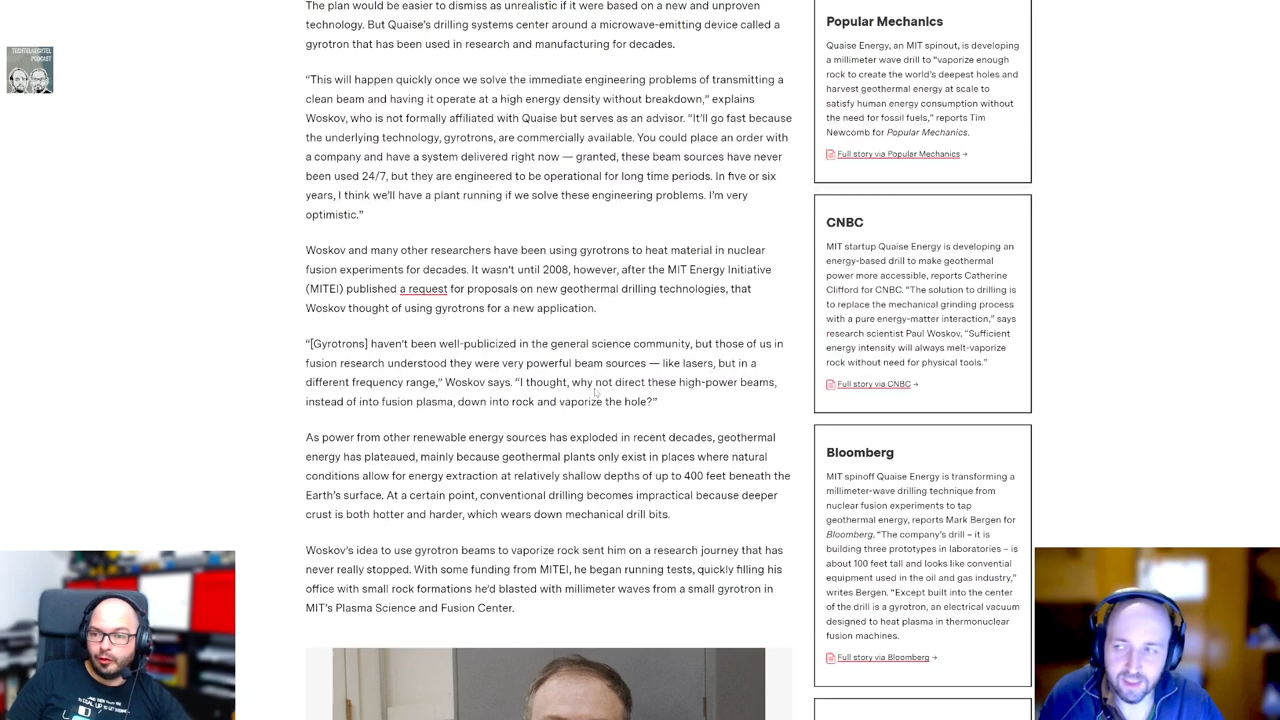 The plan would be easier to dismiss as unrealistic if it were based on a new and unproven
technology. But Quaise's drilling systems center around a microwave-emitting device called a
gyrotron that has been used in research and manufacturing for decades.
“This will happen quickly once we solve the immediate engineering problems of transmitting a
clean beam and having it operate at a high energy density without breakdown,” explains
Woskov, who is not formally affiliated with Quaise but serves as an advisor. “It'll go fast because
the underlying technology, gyrotrons, are commercially available. You could place an order with
a company and have a system delivered right now — granted, these beam sources have never
been used 24/7, but they are engineered to be operational for long time periods. In five or six
years, I think we'll have a plant running if we solve these engineering problems. I'm very
optimistic.”
Woskov and many other researchers have been using gyrotrons to heat material in nuclear
fusion experiments for decades. It wasn't until 2008, however, after the MIT Energy Initiative
(MITEI) published a request for proposals on new geothermal drilling technologies, that
Woskov thought of using gyrotrons for a new application.
“[Gyrotrons] haven't been well-publicized in the general science community, but those of us in
fusion research understood they were very powerful beam sources — like lasers, but in a
different frequency range,” Woskov says. “I thought, why not direct these high-power beams,
instead of into fusion plasma, down into rock and vaporize the hole?”
As power from other renewable energy sources has exploded in recent decades, geothermal
energy has plateaued, mainly because geothermal plants only exist in places where natural
conditions allow for energy extraction at relatively shallow depths of up to 400 feet beneath the
Earth's surface. At a certain point, conventional drilling becomes impractical because deeper
crust is both hotter and harder, which wears down mechanical drill bits.
Woskov's idea to use gyrotron beams to vaporize rock sent him on a research journey that has
never really stopped. With some funding from MITEI, he began running tests, quickly filling his
office with small rock formations he'd blasted with millimeter waves from a small gyrotron in
MIT's Plasma Science and Fusion Center.
Popular Mechanics
Quaise Energy, an MIT spinout, is developing
a millimeter wave drill to “vaporize enough
rock to create the world's deepest holes and
harvest geothermal energy at scale to
satisfy human energy consumption without
the need for fossil fuels,” reports Tim
Newcomb for Popular Mechanics.
Full story via Popular Mechanics →
CNBC
MIT startup Quaise Energy is developing an
energy-based drill to make geothermal
power more accessible, reports Catherine
Clifford for CNBC. “The solution to drilling is
to replace the mechanical grinding process
with a pure energy-matter interaction,” says
research scientist Paul Woskov. “Sufficient
energy intensity will always melt-vaporize
rock without need for physical tools.”
Full story via CNBC →
Bloomberg
MIT spinoff Quaise Energy is transforming a
millimeter-wave drilling technique from
nuclear fusion experiments to tap
geothermal energy, reports Mark Bergen for
Bloomberg. “The company's drill – it is
building three prototypes in laboratories – is
about 100 feet tall and looks like convential
equipment used in the oil and gas industry,”
writes Bergen. “Except built into the center
of the drill is a gyrotron, an electrical vacuum
designed to heat plasma in thermonuclear
fusion machines.
Full story via Bloomberg →
PODCAST